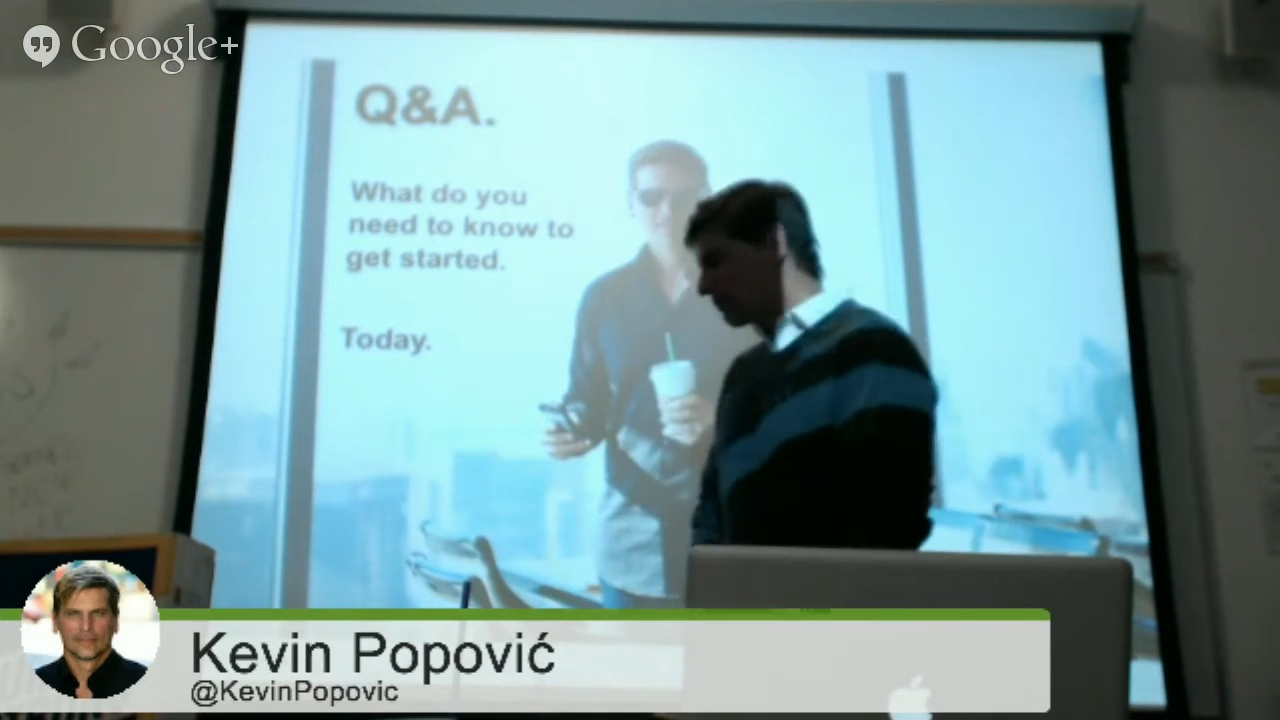 Google+
Q&A.
What do you
need to know to
get started.
Today.
Kevin Popović
@KevinPopovic